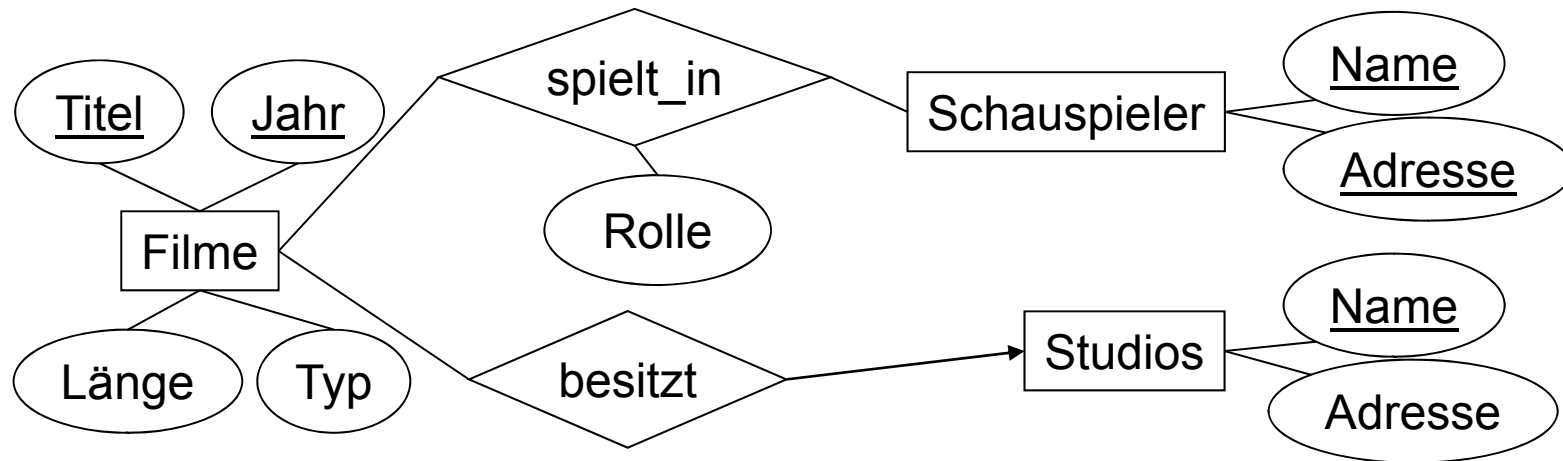 Titel
Jahr
spielt_in
Schauspieler
Name
Adresse
Filme
Rolle
Länge
Typ
besitzt
Studios
Name
Adresse